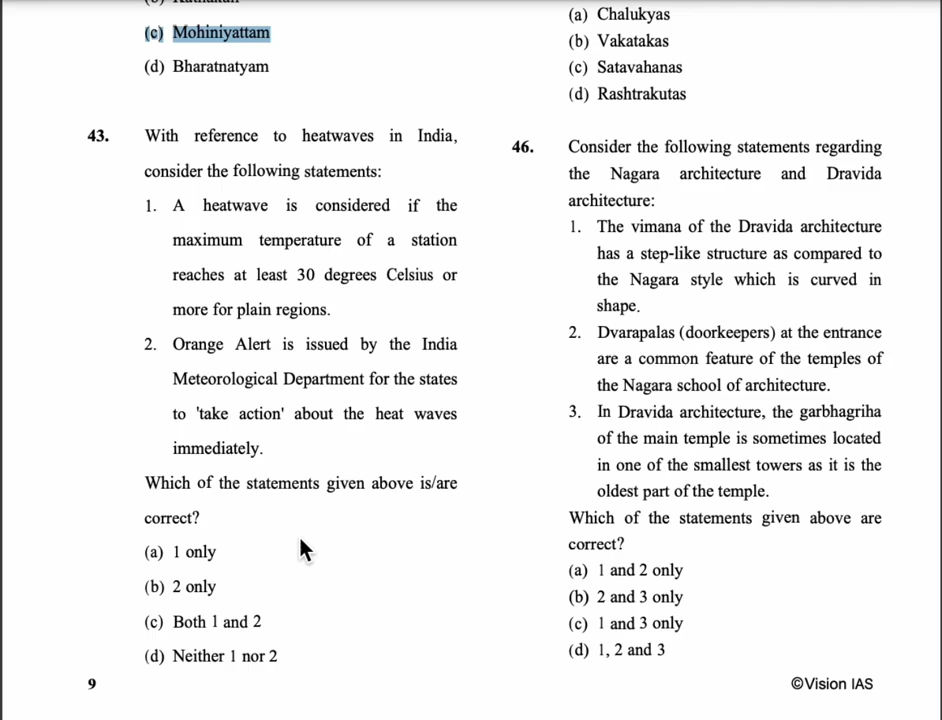 (c) Mohiniyattam
(d) Bharatnatyam
43. With reference to heatwaves in India,
consider the following statements:
1. A heatwave is considered if the
maximum temperature of a station
reaches at least 30 degrees Celsius or
more for plain regions.
2. Orange Alert is issued by the India
Meteorological Department for the states
to 'take action' about the heat waves
immediately.
Which of the statements given above is/are
correct?
(a) 1 only
(b) 2 only
(c) Both 1 and 2
(d) Neither 1 nor 2
9
(a) Chalukyas
(b) Vakatakas
(c) Satavahanas
(d) Rashtrakutas
46. Consider the following statements regarding
the Nagara architecture and Dravida
architecture:
1. The vimana of the Dravida architecture
has a step-like structure as compared to
the Nagara style which is curved in
shape.
2. Dvarapalas (doorkeepers) at the entrance
are a common feature of the temples of
the Nagara school of architecture.
3. In Dravida architecture, the garbhagriha
of the main temple is sometimes located
in one of the smallest towers as it is the
oldest part of the temple.
Which of the statements given above are
correct?
(a) 1 and 2 only
(b) 2 and 3 only
(c) 1 and 3 only
(d) 1, 2 and 3
©Vision IAS